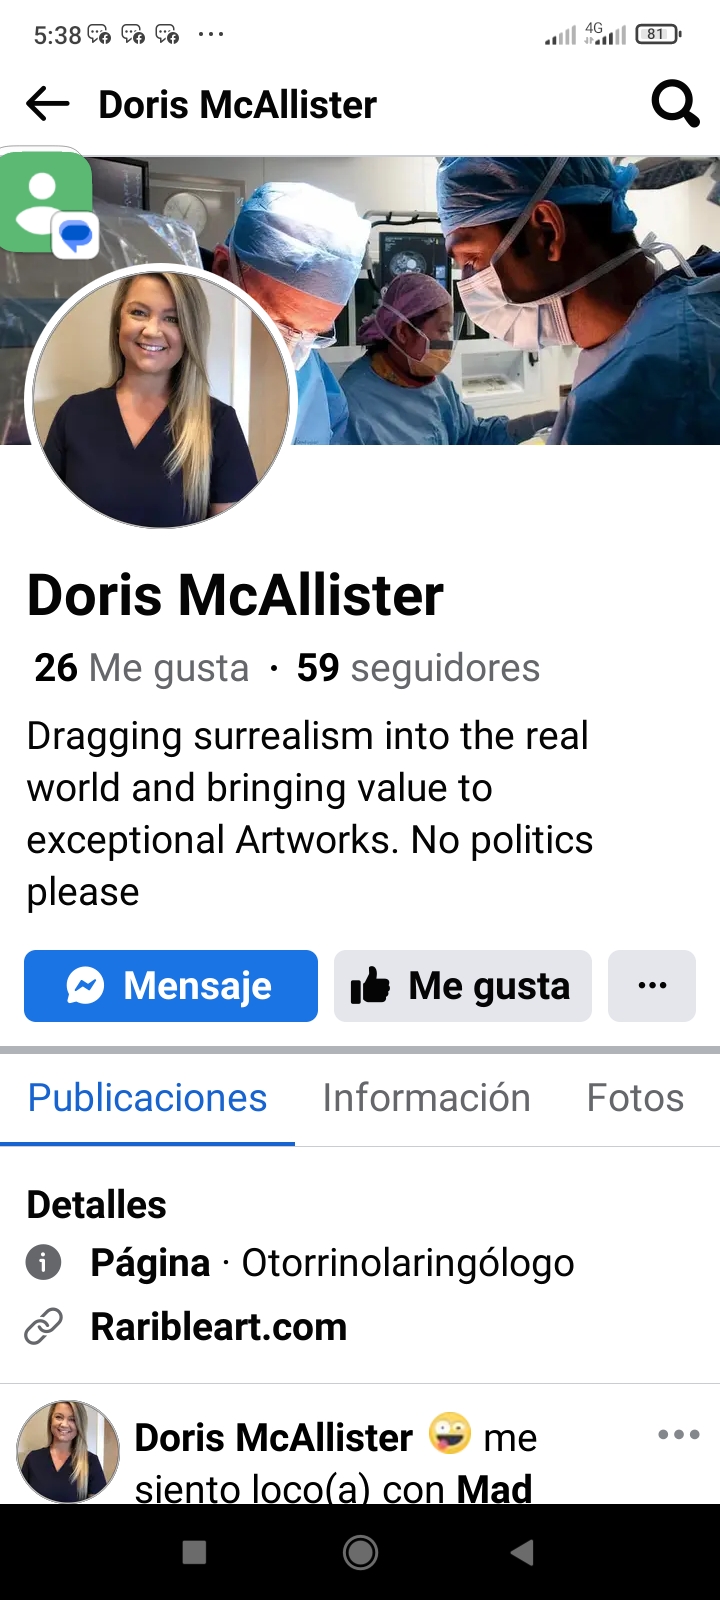 5:38 ... 4G 81
Doris McAllister
Doris McAllister
26 Me gusta · 59 seguidores
Dragging surrealism into the real
world and bringing value to
exceptional Artworks. No politics
please
Mensaje
Me gusta
...
Publicaciones
Información
Fotos
Detalles
Página · Otorrinolaringólogo
Raribleart.com
Doris McAllister 🤪 me
siento loco(a) con Mad